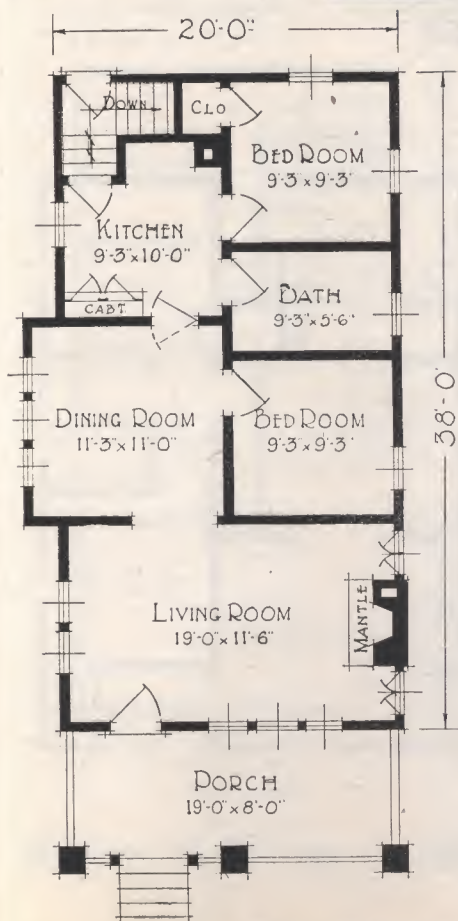 20'-0"
DOWN
CLO
BED ROOM
9'-3" x 9'-3"
KITCHEN
9'-3" x 10'-0"
CABT.
BATH
9'-3" x 5'-6"
38'-0"
DINING ROOM
11'-3" x 11'-0"
BED ROOM
9'-3" x 9'-3"
LIVING ROOM
19'-0" x 11'-6"
MANTLE
PORCH
19'-0" x 8'-0"